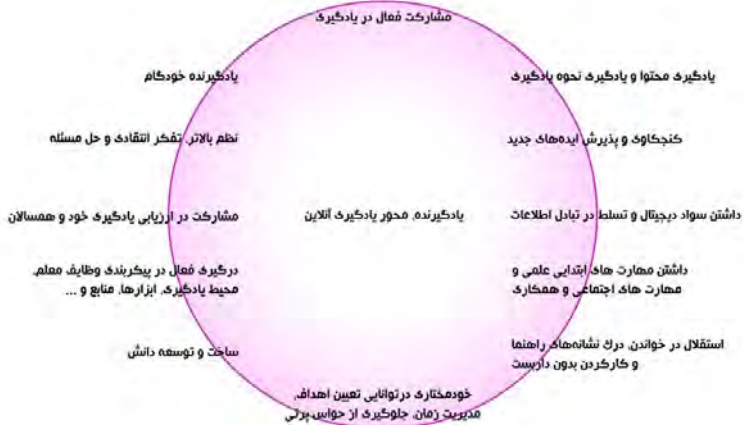 مشارکت فعال در یادگیری
یادگیری محتوا و یادگیری نحوه یادگیری
یادگیرنده خودگام
کنجکاوی و پذیرش ایده‌های جدید
نظم بالاتر، تفکر انتقادی و حل مسئله
داشتن سواد دیجیتال و تسلط در تبادل اطلاعات
یادگیرنده، محور یادگیری آنلاین
مشارکت در ارزیابی یادگیری خود و همسالان
داشتن مهارت های ابتدایی علمی و
مهارت های اجتماعی و همکاری
درگیری فعال در پیکربندی وظایف معلم،
محیط یادگیری، ابزارها، منابع و ...
استقلال در خواندن، درک نشانه‌های راهنما
و کارکردن بدون داربست
ساخت و توسعه دانش
خودمختاری درتوانایی تعیین اهداف،
مدیریت زمان، جلوگیری از حواس پرتی